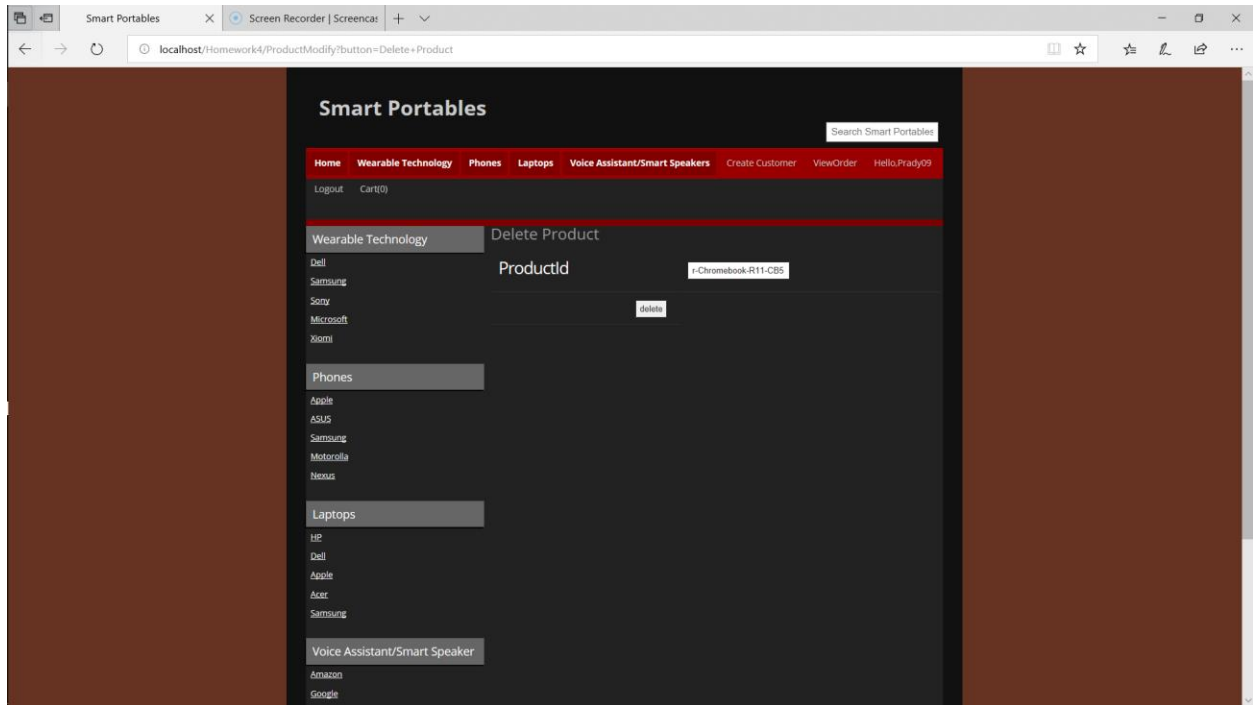 Smart Portables
Screen Recorder | Screencas
localhost/Homework4/ProductModify?button=Delete+Product
Smart Portables
Search Smart Portables
Home Wearable Technology Phones Laptops Voice Assistant/Smart Speakers Create Customer ViewOrder Hello,Prady09
Logout Cart(0)
Wearable Technology
Dell
Samsung
Sony
Microsoft
Xiomi
Phones
Apple
ASUS
Samsung
Motorolla
Nexus
Laptops
HP
Dell
Apple
Acer
Samsung
Voice Assistant/Smart Speaker
Amazon
Google
Delete Product
ProductId r-Chromebook-R11-CB5
delete